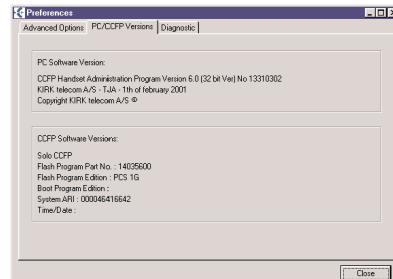 Preferences
Advanced Options PC/CCFP Versions Diagnostic
PC Software Version:
CCFP Handset Administration Program Version 6.0 (32 bit Ver) No 13310302
KIRK telecom A/S - TJA - 1th of february 2001
Copyright KIRK telecom A/S ©
CCFP Software Versions:
Solo CCFP
Flash Program Part No. : 14035600
Flash Program Edition : PCS 1G
Boot Program Edition :
System ARI : 000046416642
Time/Date :
Close